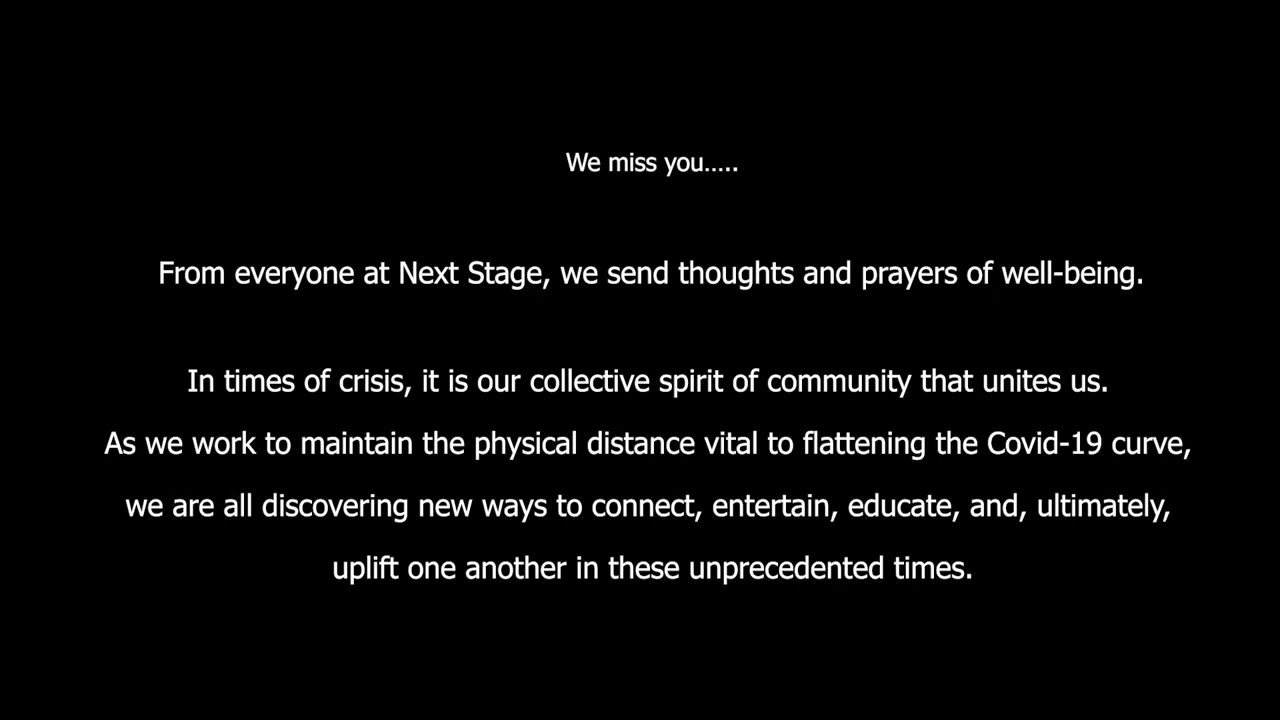 We miss you…..
From everyone at Next Stage, we send thoughts and prayers of well-being.
In times of crisis, it is our collective spirit of community that unites us.
As we work to maintain the physical distance vital to flattening the Covid-19 curve,
we are all discovering new ways to connect, entertain, educate, and, ultimately,
uplift one another in these unprecedented times.